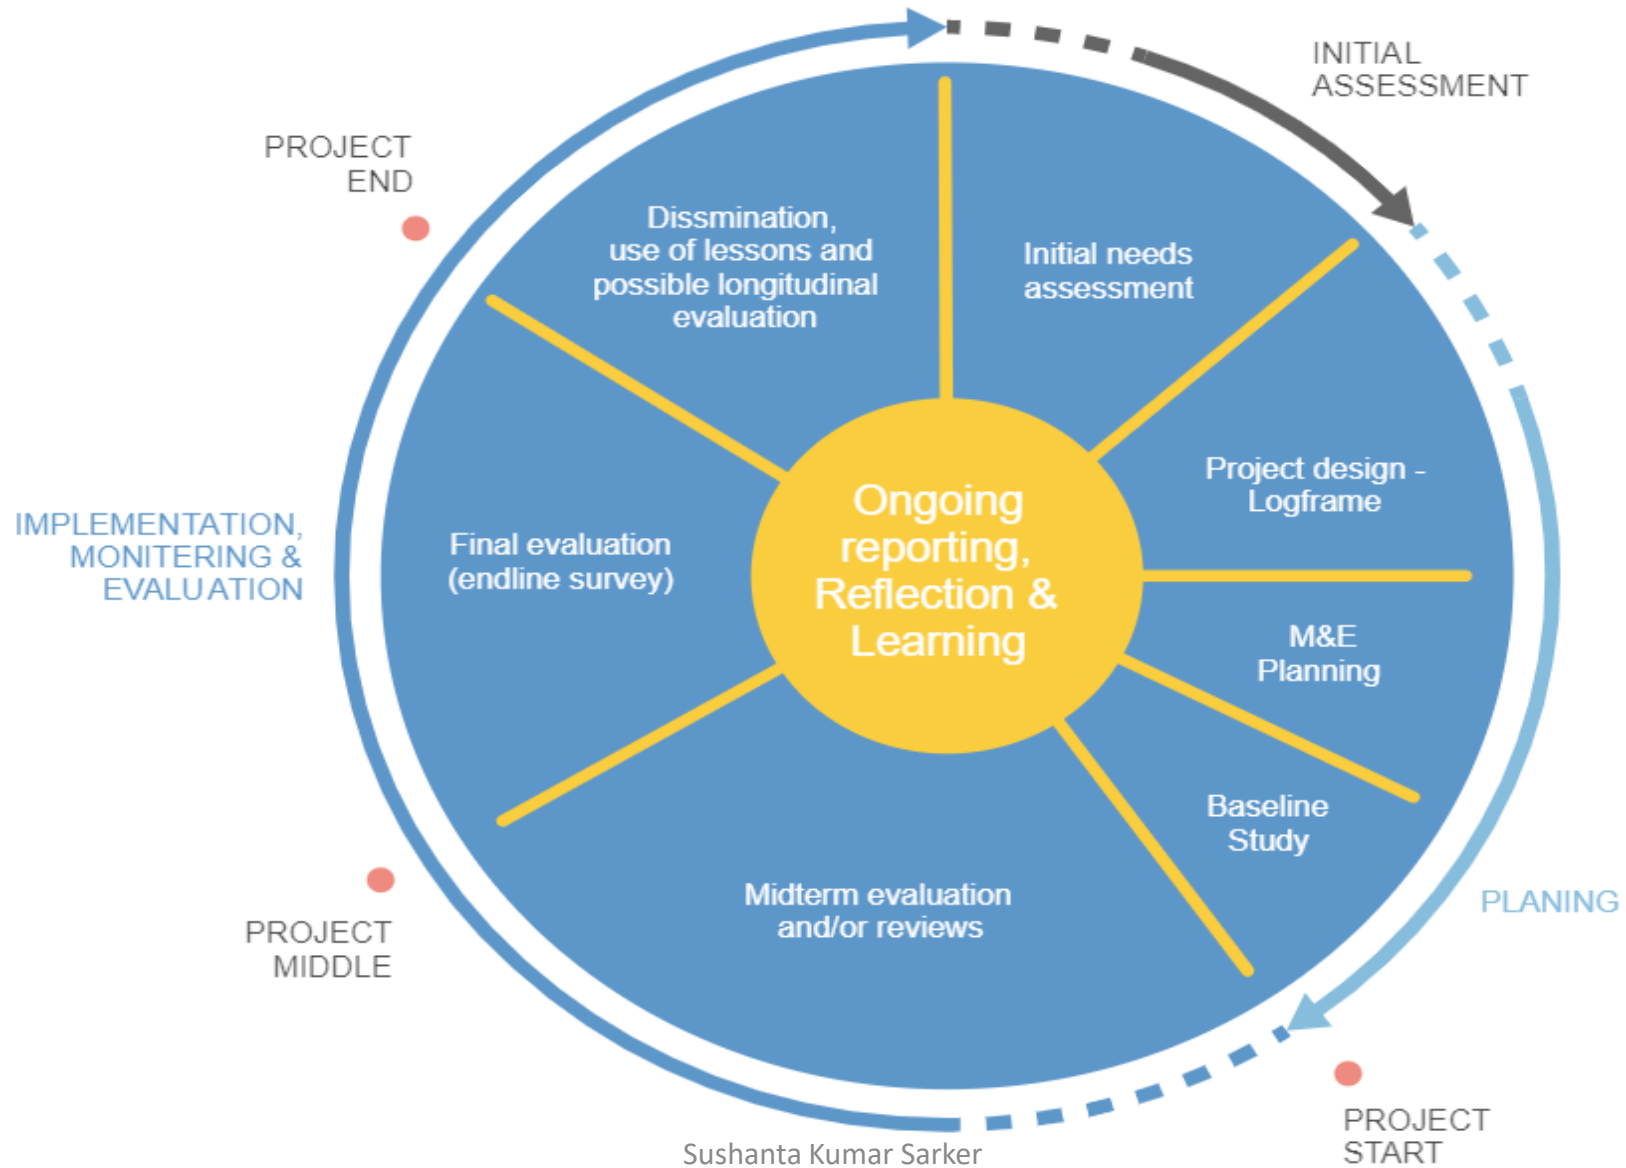 INITIAL
ASSESSMENT
PROJECT
END
Dissmination,
use of lessons and
possible longitudinal
evaluation
Initial needs
assessment
Project design -
Logframe
Ongoing
reporting,
Reflection &
Learning
IMPLEMENTATION,
MONITERING &
EVALUATION
Final evaluation
(endline survey)
M&E
Planning
Baseline
Study
Midterm evaluation
and/or reviews
PLANING
PROJECT
MIDDLE
PROJECT
START
Sushanta Kumar Sarker